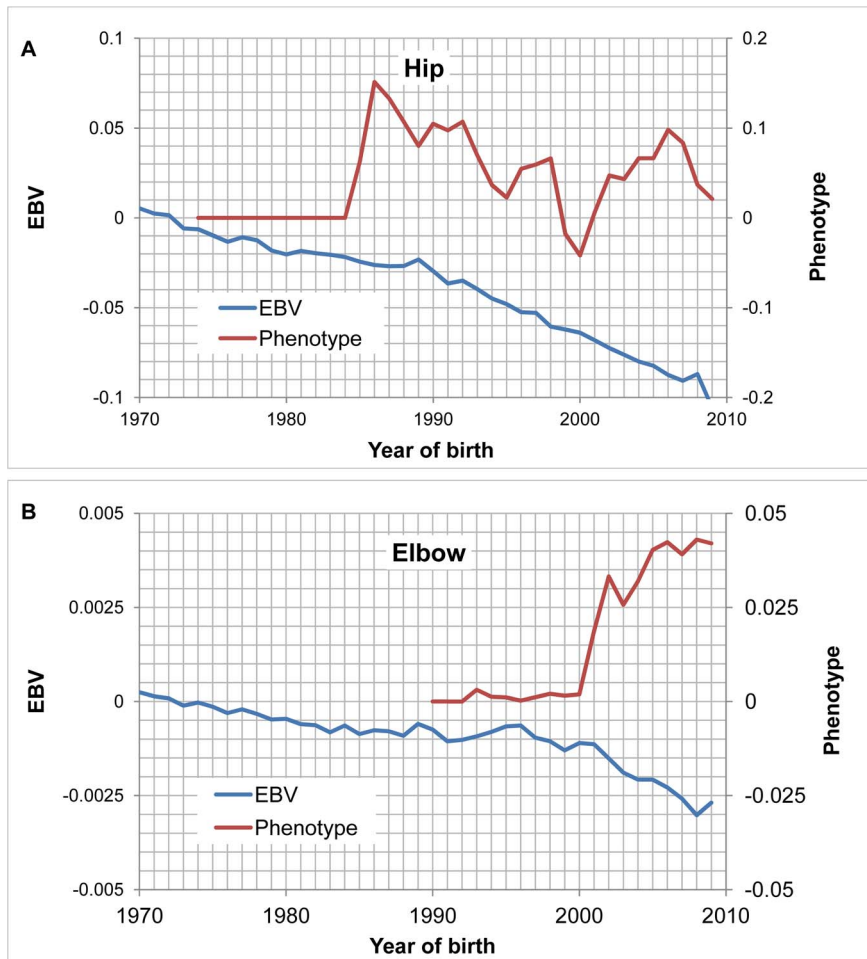 A
Hip
0.1
0.05
0
-0.05
-0.1
EBV
0.2
0.1
0
-0.1
-0.2
Phenotype
EBV
Phenotype
1970 1980 1990 2000 2010
Year of birth
B
Elbow
0.005
0.0025
0
-0.0025
-0.005
EBV
0.05
0.025
0
-0.025
-0.05
Phenotype
EBV
Phenotype
1970 1980 1990 2000 2010
Year of birth